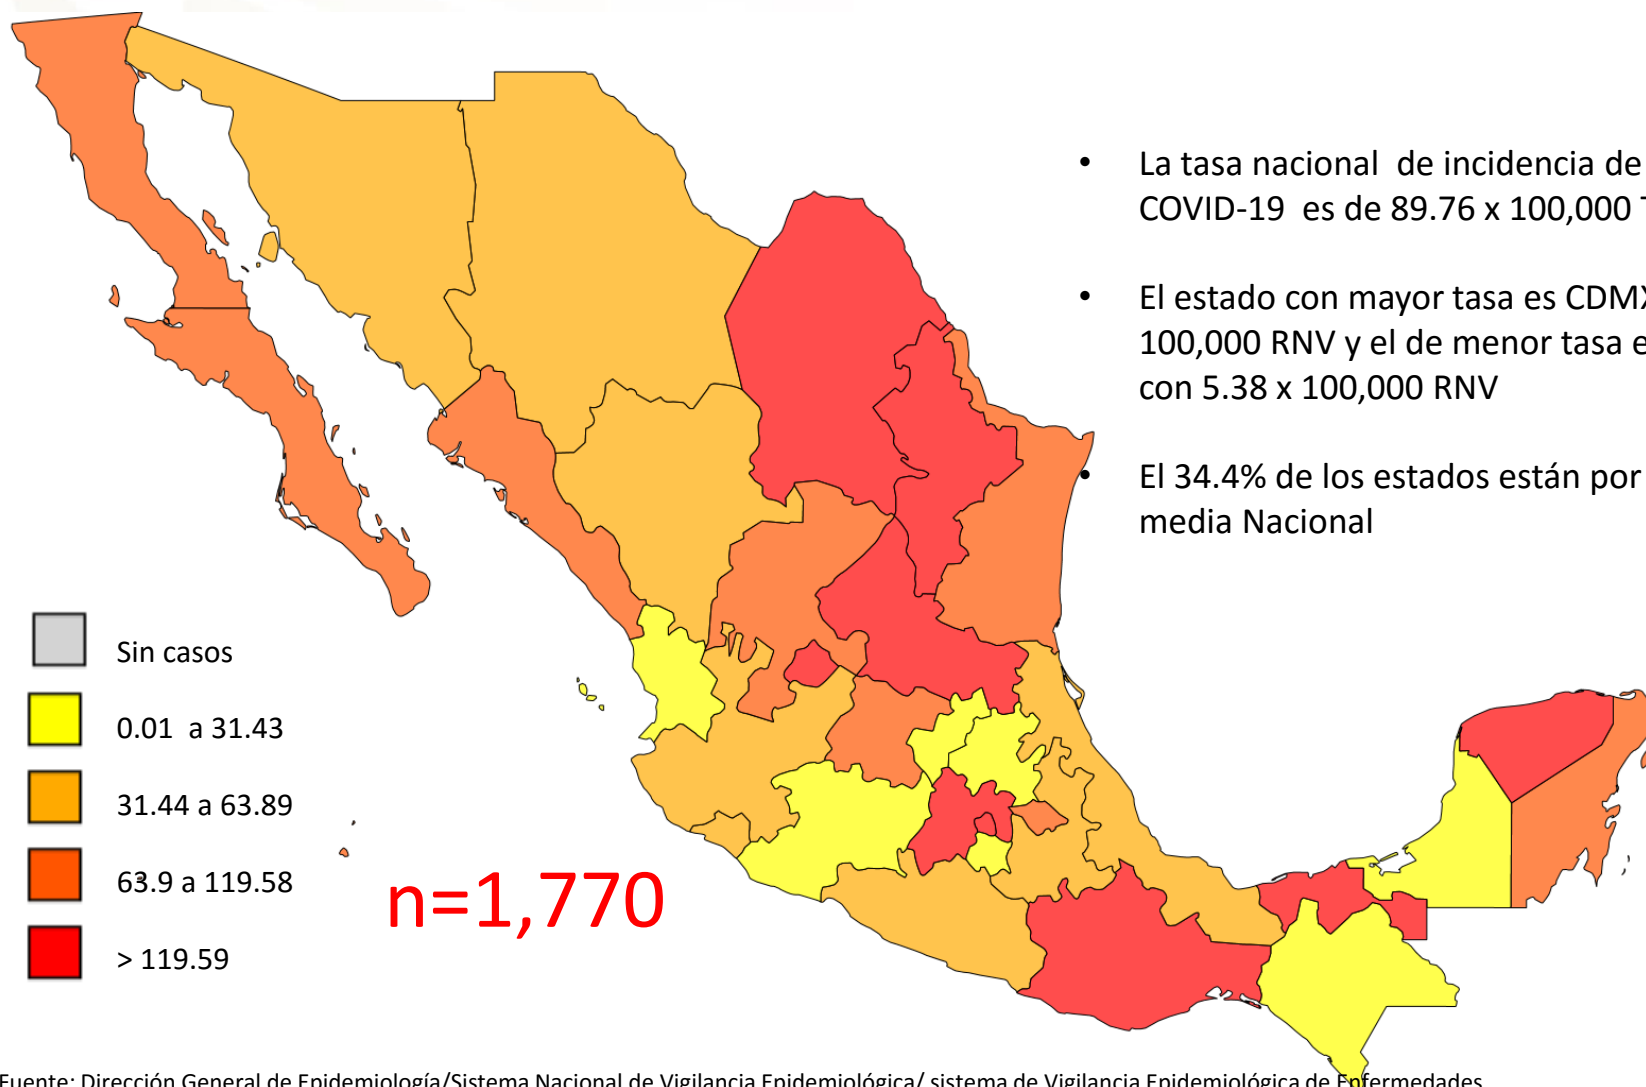 • La tasa nacional de incidencia de
COVID-19 es de 89.76 x 100,000
• El estado con mayor tasa es CDMX
100,000 RNV y el de menor tasa e
con 5.38 x 100,000 RNV
• El 34.4% de los estados están por
media Nacional
Sin casos
0.01 a 31.43
31.44 a 63.89
63.9 a 119.58
> 119.59
n=1,770
Fuente: Dirección General de Epidemiología/Sistema Nacional de Vigilancia Epidemiológica/ sistema de Vigilancia Epidemiológica de Enfermedades